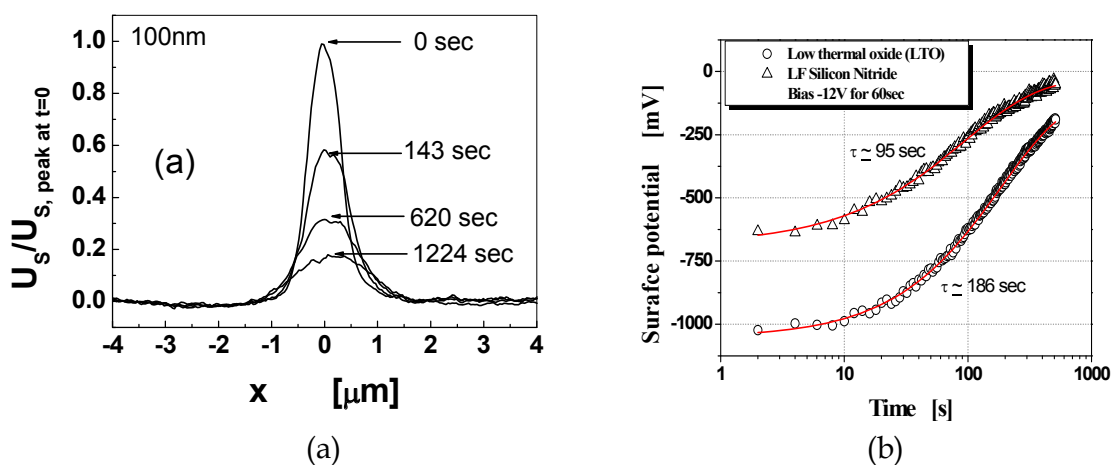 100nm
0 sec
143 sec
620 sec
1224 sec
(a)
U_S/U_S, peak at t=0
1.0
0.8
0.6
0.4
0.2
0.0
-4 -3 -2 -1 0 1 2 3 4
x [μm]
(a)
Low thermal oxide (LTO)
LF Silicon Nitride
Bias -12V for 60sec
τ ≃ 95 sec
τ ≃ 186 sec
Surafce potential [mV]
0
-250
-500
-750
-1000
1 10 100 1000
Time [s]
(b)